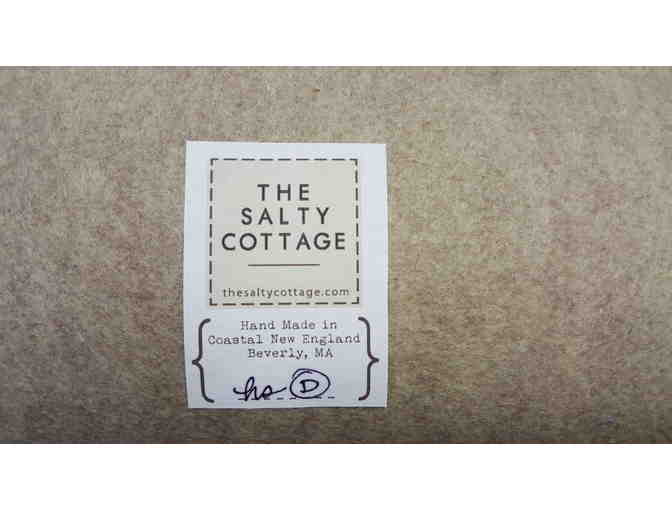 THE
SALTY
COTTAGE
thesaltycottage.com
Hand Made in
Coastal New England
Beverly, MA
D